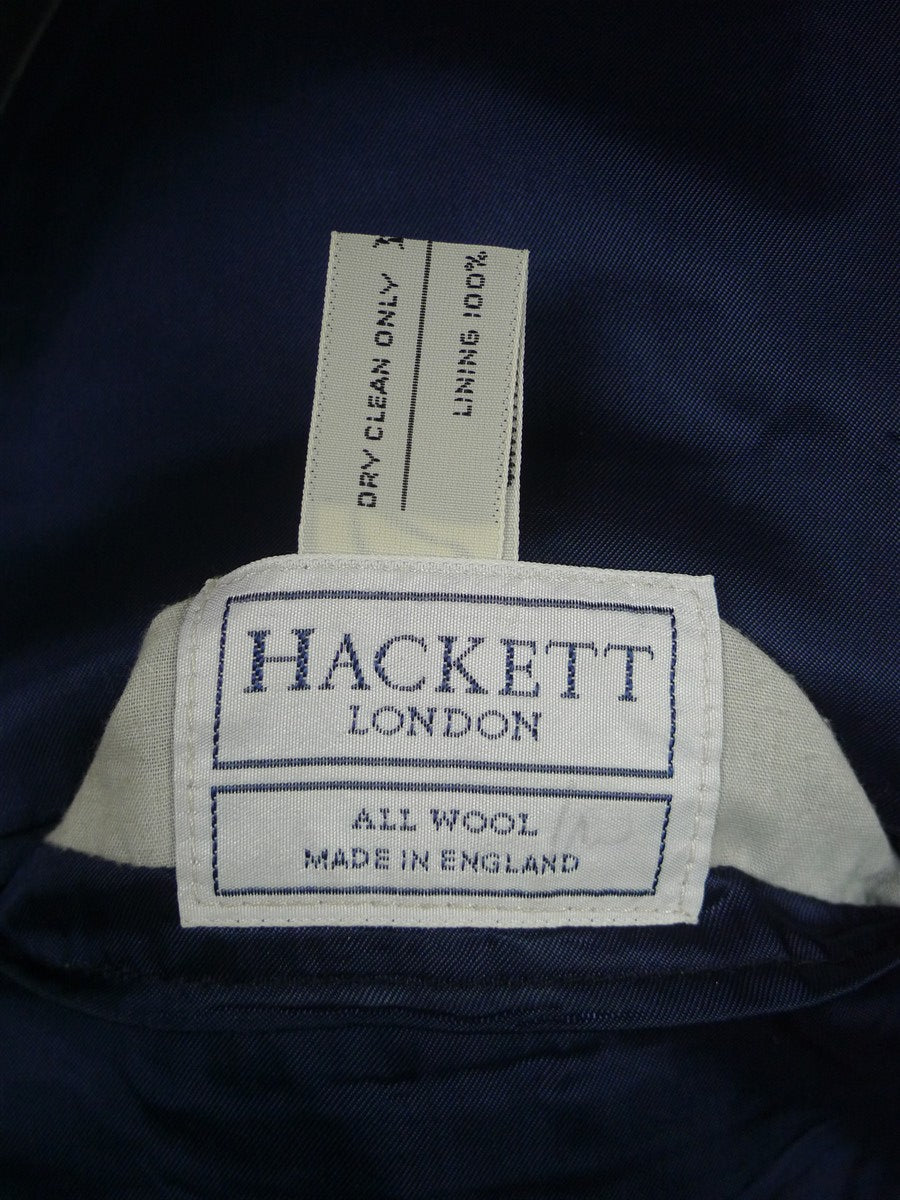 DRY CLEAN ONLY
LINING 100%
HACKETT
LONDON
ALL WOOL
MADE IN ENGLAND